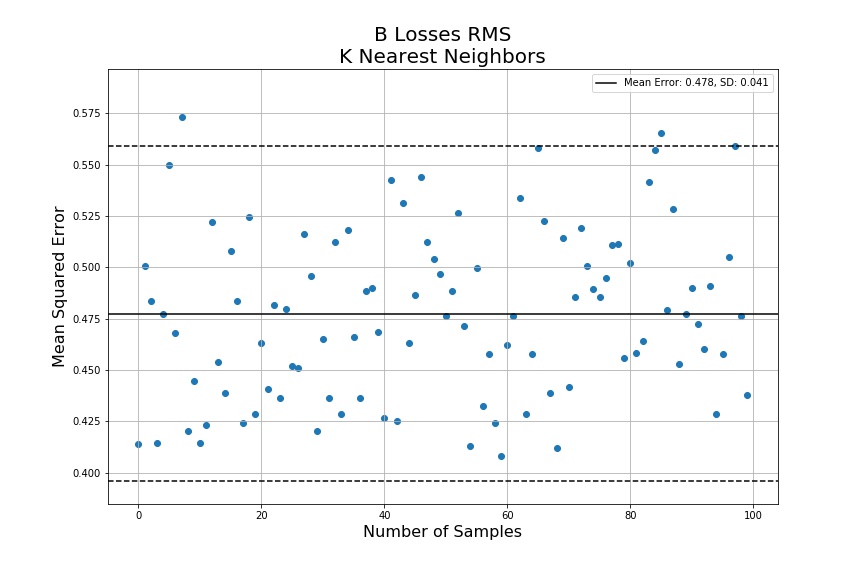 B Losses RMS
K Nearest Neighbors
Mean Error: 0.478, SD: 0.041
Mean Squared Error
0.575
0.550
0.525
0.500
0.475
0.450
0.425
0.400
0 20 40 60 80 100
Number of Samples